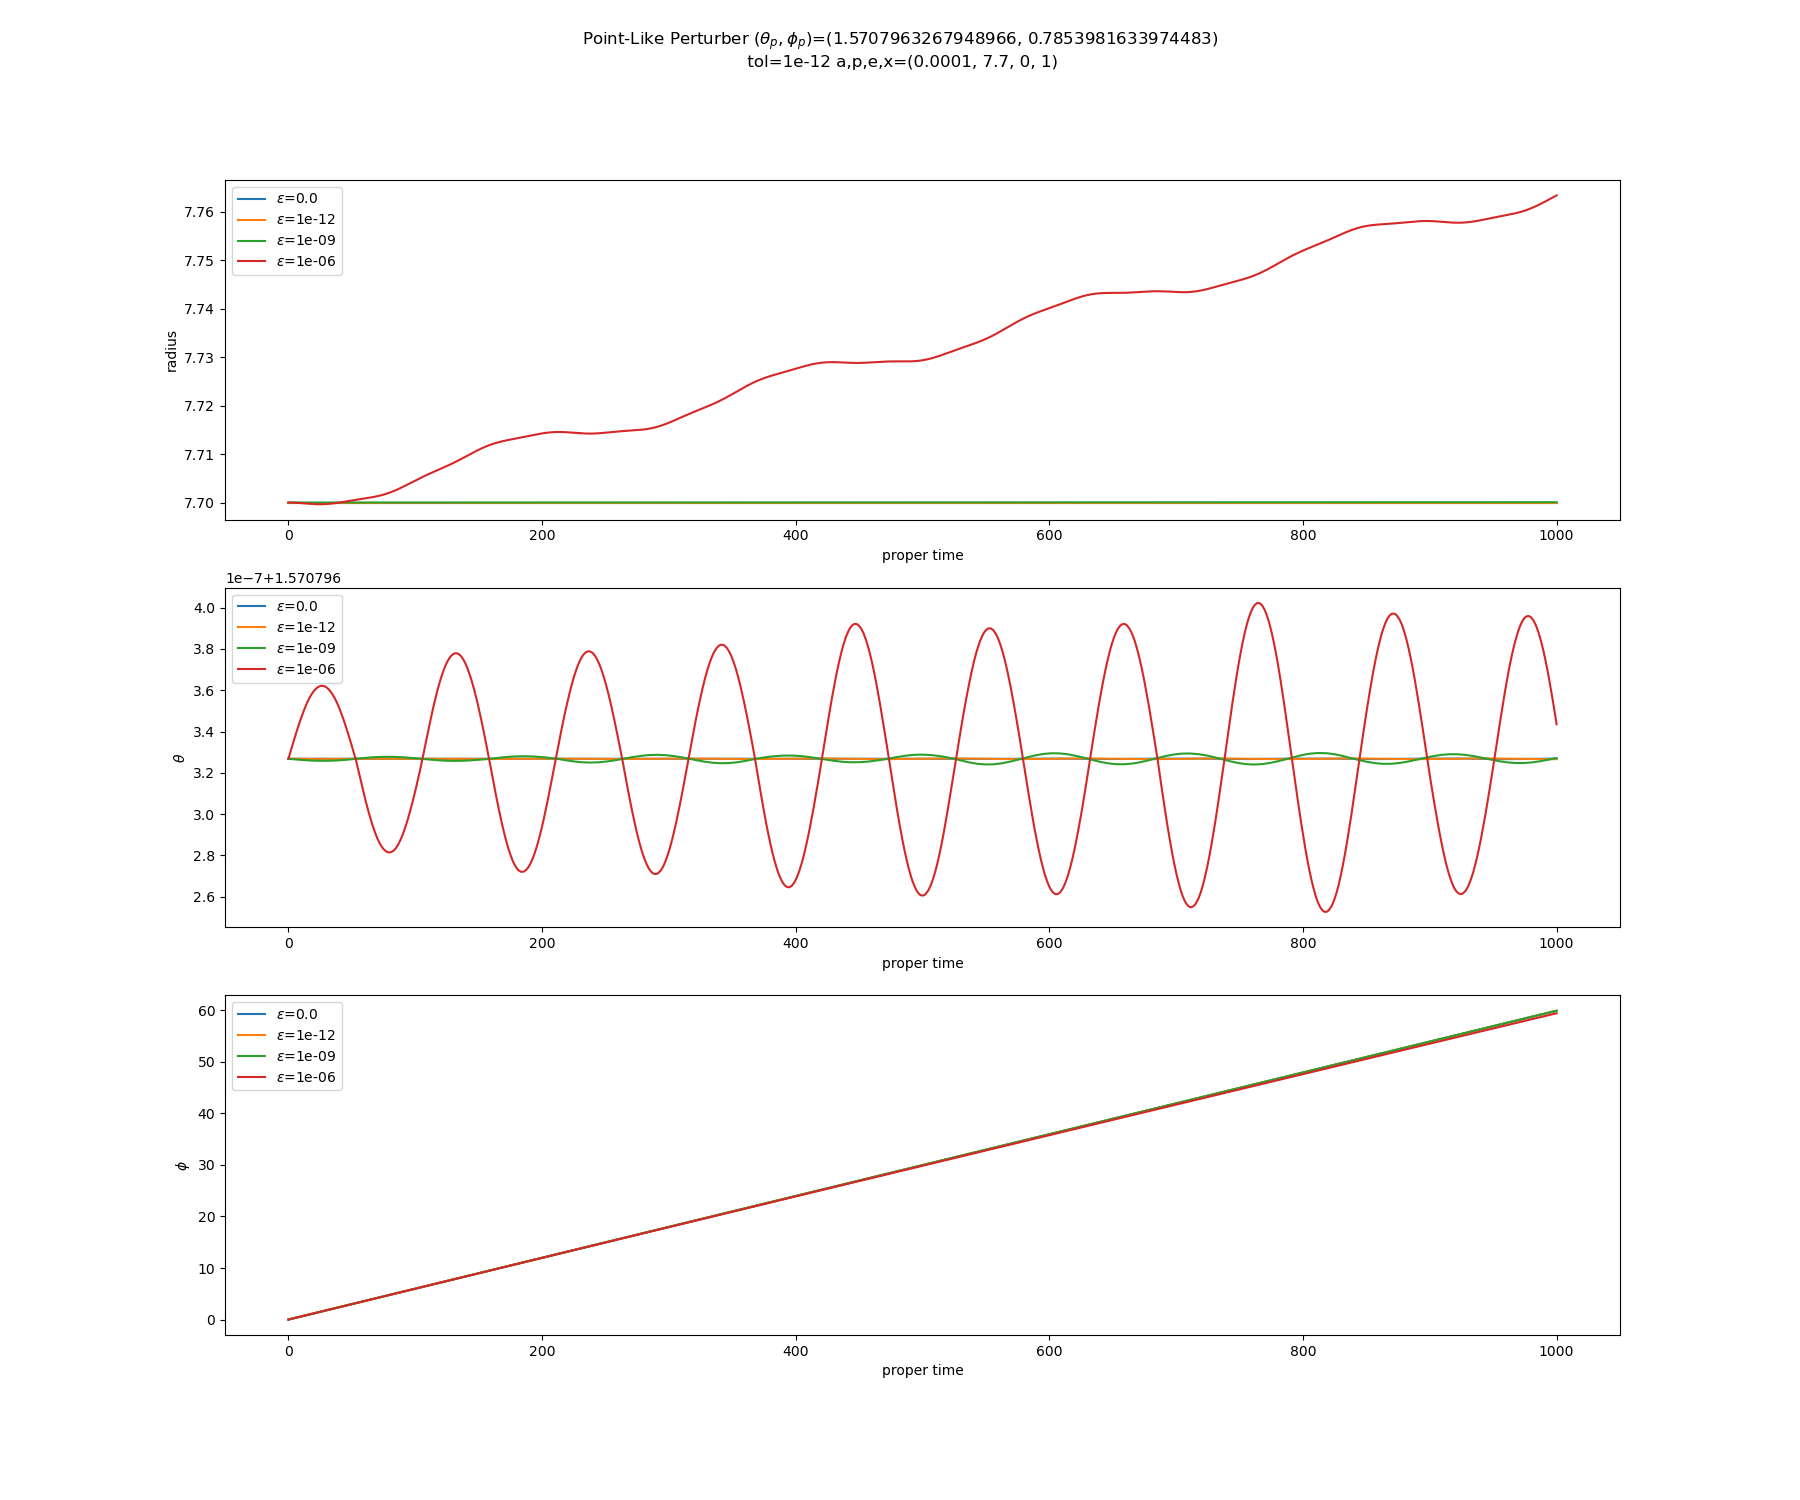 Point-Like Perturber (θ_p, ϕ_p)=(1.5707963267948966, 0.7853981633974483)
tol=1e-12 a,p,e,x=(0.0001, 7.7, 0, 1)
ε=0.0
ε=1e-12
ε=1e-09
ε=1e-06
7.76
7.75
7.74
7.73
7.72
7.71
7.70
radius
0 200 400 600 800 1000
proper time
1e−7+1.570796
ε=0.0
ε=1e-12
ε=1e-09
ε=1e-06
4.0
3.8
3.6
3.4
3.2
3.0
2.8
2.6
θ
0 200 400 600 800 1000
proper time
ε=0.0
ε=1e-12
ε=1e-09
ε=1e-06
60
50
40
30
20
10
0
ϕ
0 200 400 600 800 1000
proper time